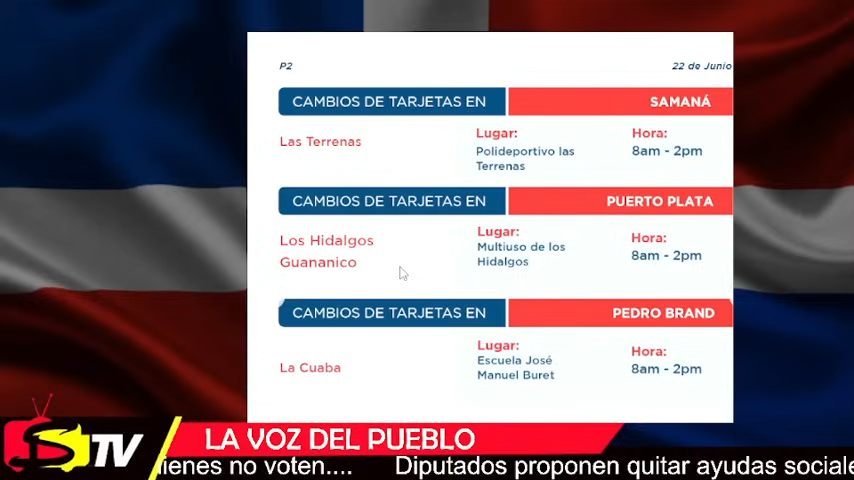 P2
22 de Junio
CAMBIOS DE TARJETAS EN
SAMANÁ
Las Terrenas
Lugar:
Polideportivo las
Terrenas
Hora:
8am - 2pm
CAMBIOS DE TARJETAS EN
PUERTO PLATA
Los Hidalgos
Guananico
Lugar:
Multiuso de los
Hidalgos
Hora:
8am - 2pm
CAMBIOS DE TARJETAS EN
PEDRO BRAND
La Cuaba
Lugar:
Escuela José
Manuel Buret
Hora:
8am - 2pm
STV
LA VOZ DEL PUEBLO
ienes no voten.... Diputados proponen quitar ayudas sociale